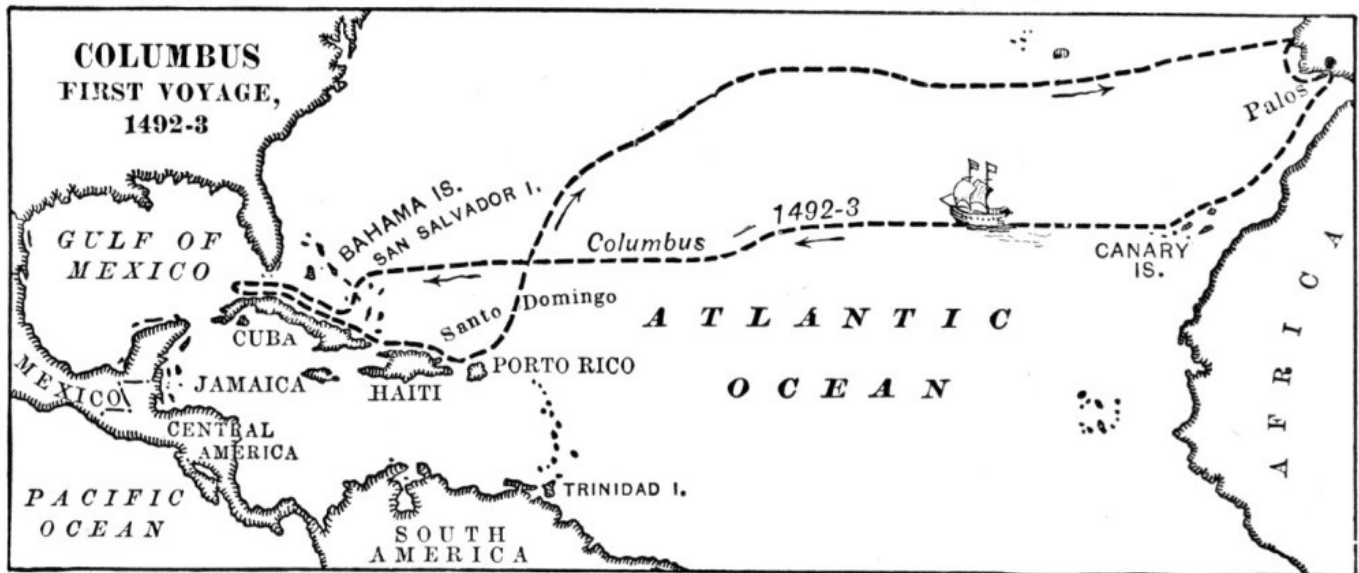 COLUMBUS
FIRST VOYAGE,
1492-3
Palos
BAHAMA IS.
SAN SALVADOR I.
1492-3
Columbus
GULF OF
MEXICO
CANARY
IS.
AFRICA
Santo Domingo
ATLANTIC
OCEAN
CUBA
PORTO RICO
JAMAICA
HAITI
MEXICO
CENTRAL
AMERICA
TRINIDAD I.
PACIFIC
OCEAN
SOUTH
AMERICA